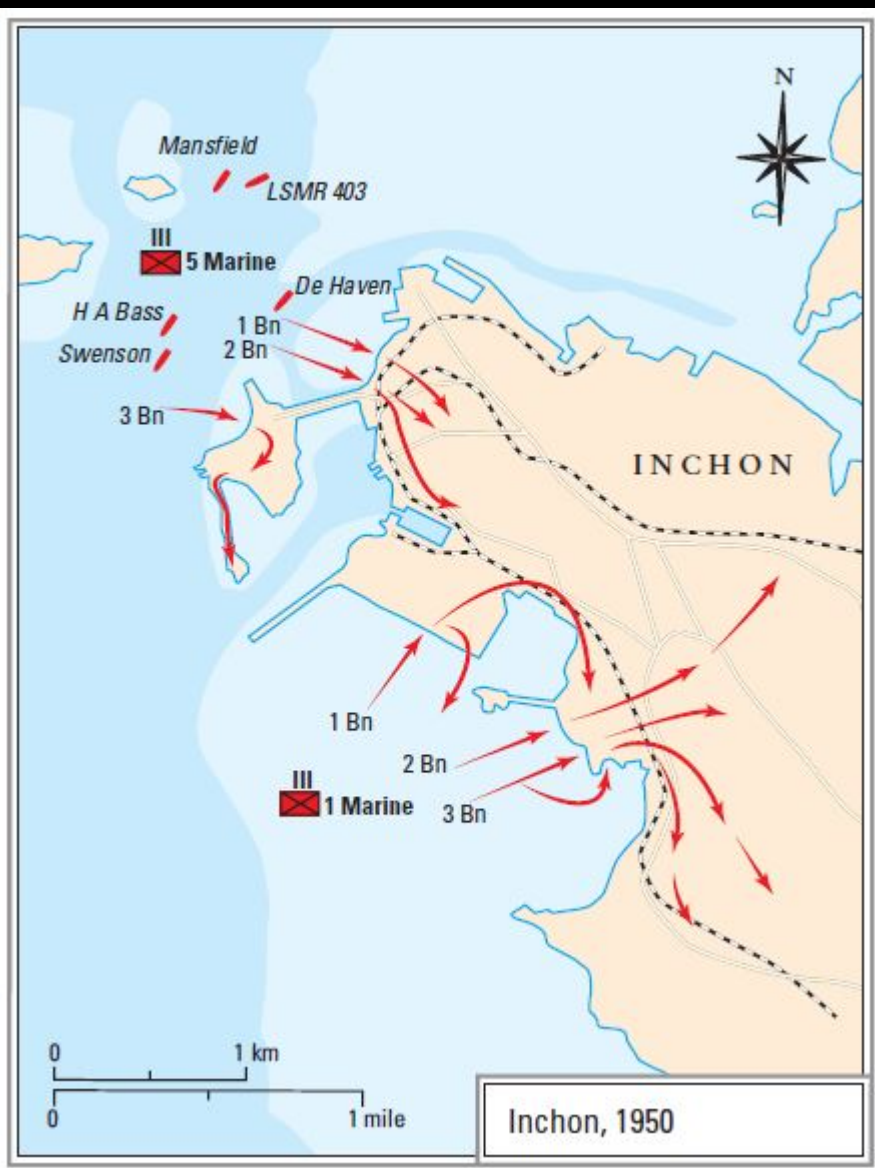 N
Mansfield
LSMR 403
III
5 Marine
De Haven
H A Bass
1 Bn
Swenson
2 Bn
3 Bn
INCHON
1 Bn
2 Bn
III
1 Marine
3 Bn
0 1 km
0 1 mile
Inchon, 1950